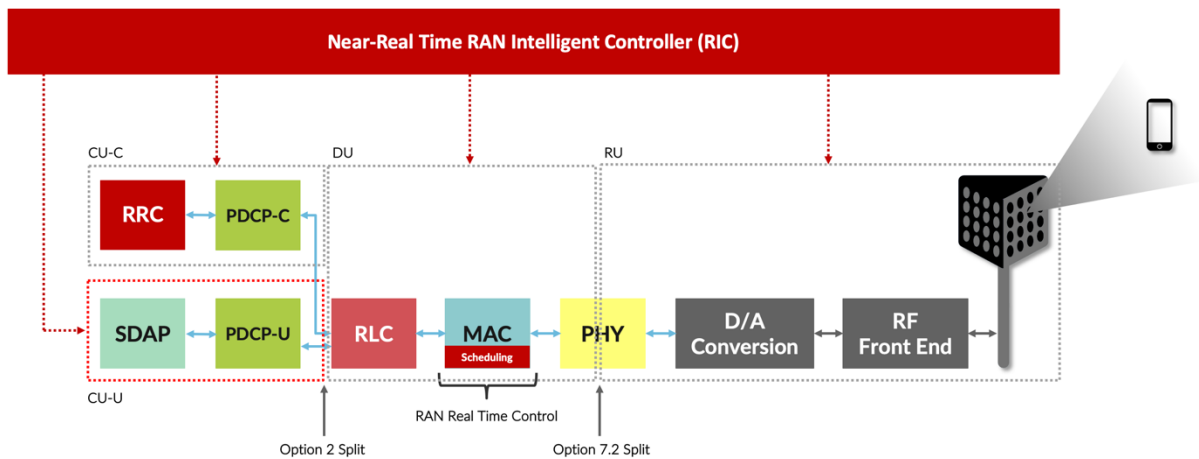 Near-Real Time RAN Intelligent Controller (RIC)
CU-C
DU
RU
RRC
PDCP-C
SDAP
PDCP-U
RLC
MAC
Scheduling
PHY
D/A
Conversion
RF
Front End
CU-U
RAN Real Time Control
Option 2 Split
Option 7.2 Split